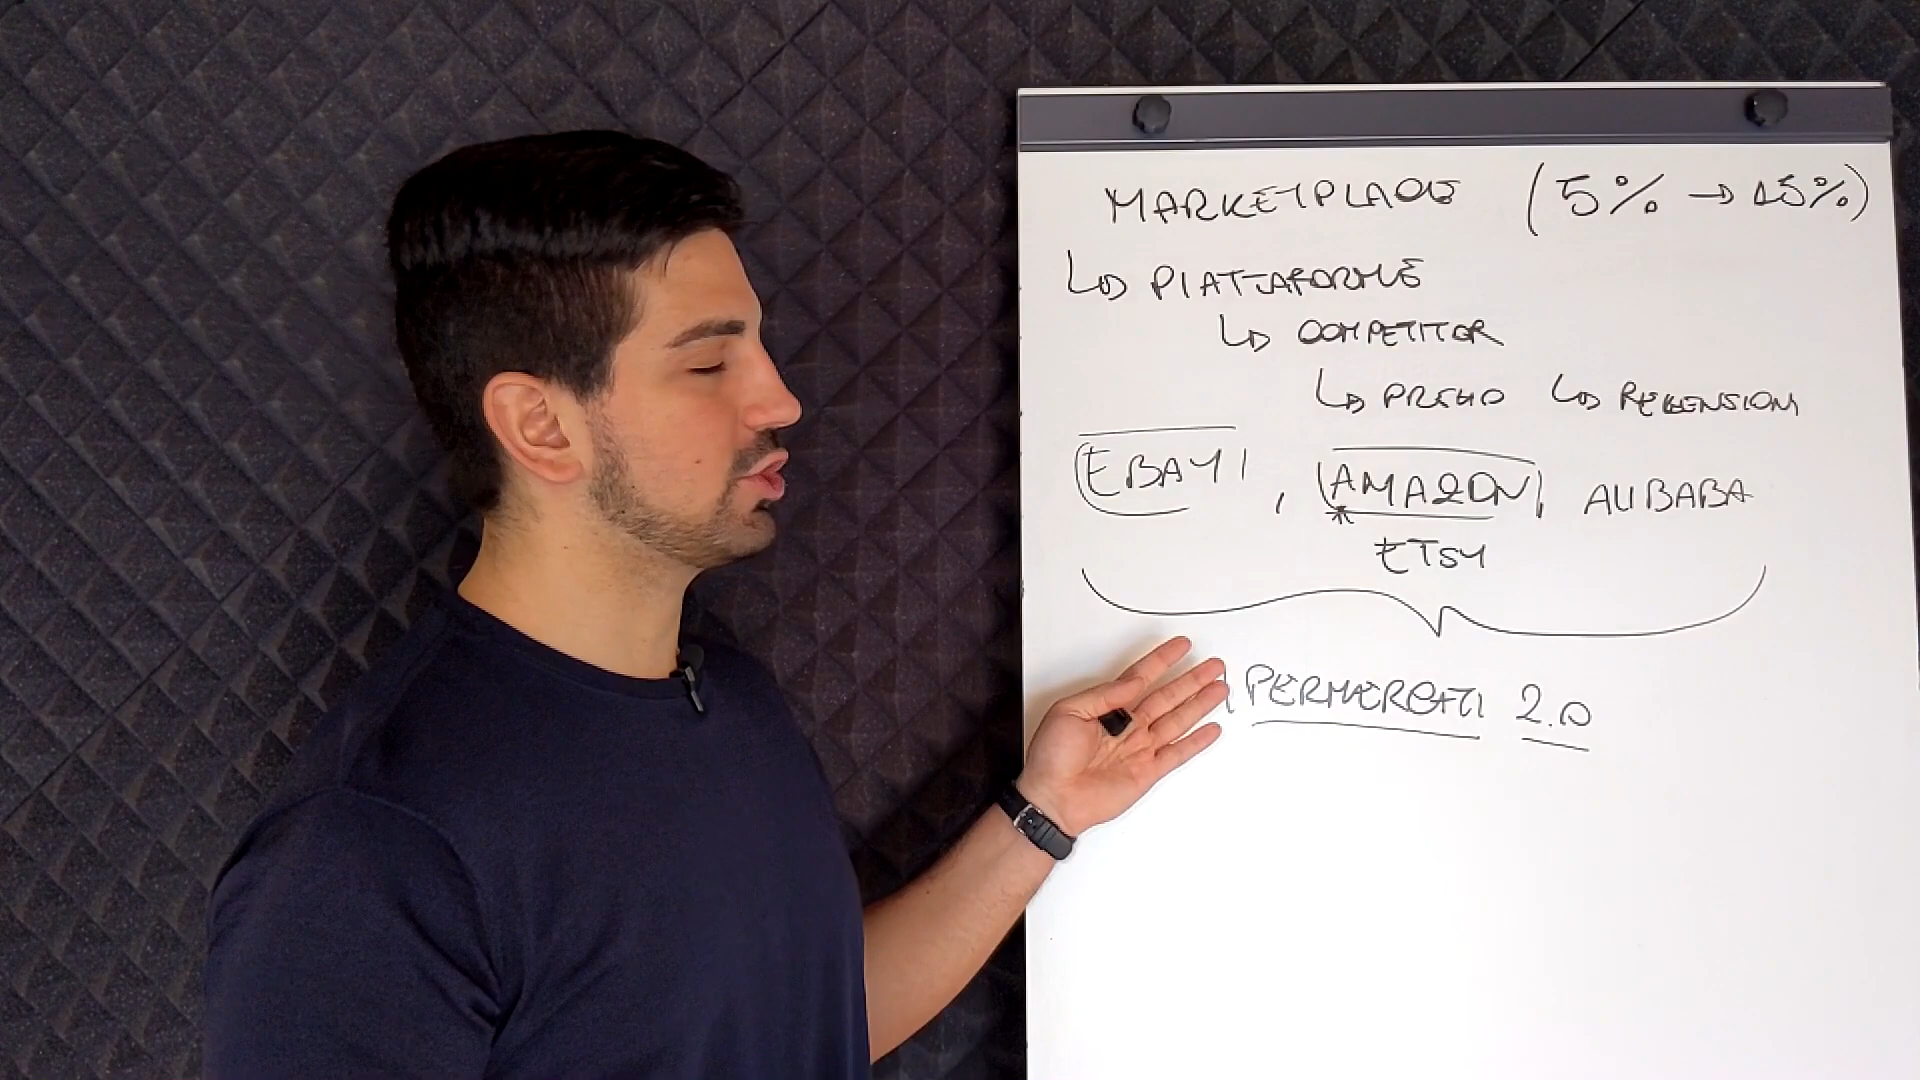 MARKETPLACE (5% → 15%)
↳ PIATTAFORME
↳ COMPETITOR
↳ PREZZO ↳ RECENSIONI
EBAY, AMAZON, ALIBABA
* ETSY
PERMERCATI 2.0